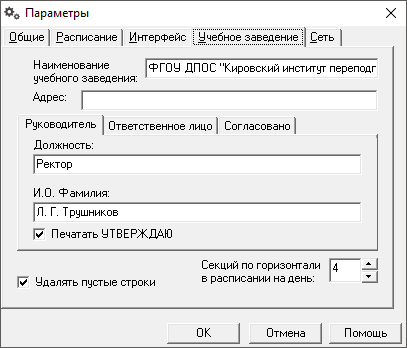 Параметры
Общие Расписание Интерфейс Учебное заведение Сеть
Наименование
учебного заведения:
ФГОУ ДПОС "Кировский институт переподг
Адрес:
Руководитель Ответственное лицо Согласовано
Должность:
Ректор
И.О. Фамилия:
Л. Г. Трушников
Печатать УТВЕРЖДАЮ
Удалять пустые строки
Секций по горизонтали
в расписании на день:
4
OK Отмена Помощь